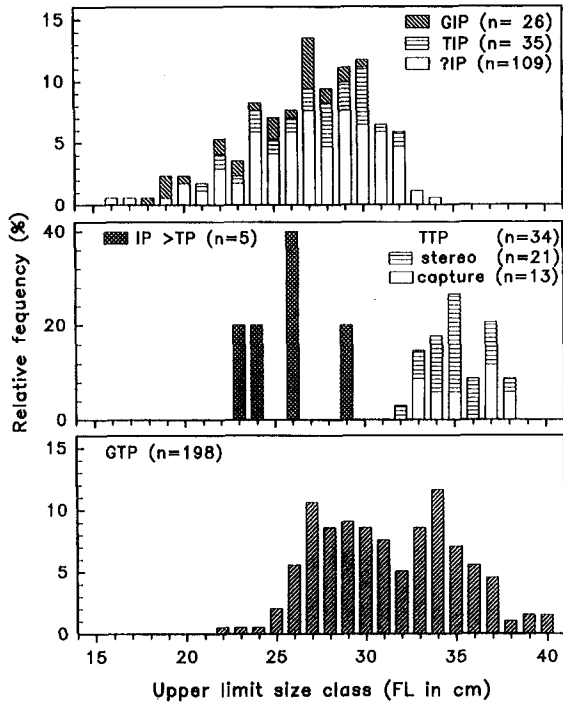 15
10
5
0
GIP (n= 26)
TIP (n= 35)
?IP (n=109)
40
20
0
IP >TP (n=5)
TTP (n=34)
stereo (n=21)
capture (n=13)
Relative fequency (%)
15
10
5
0
GTP (n=198)
15 20 25 30 35 40
Upper limit size class (FL in cm)